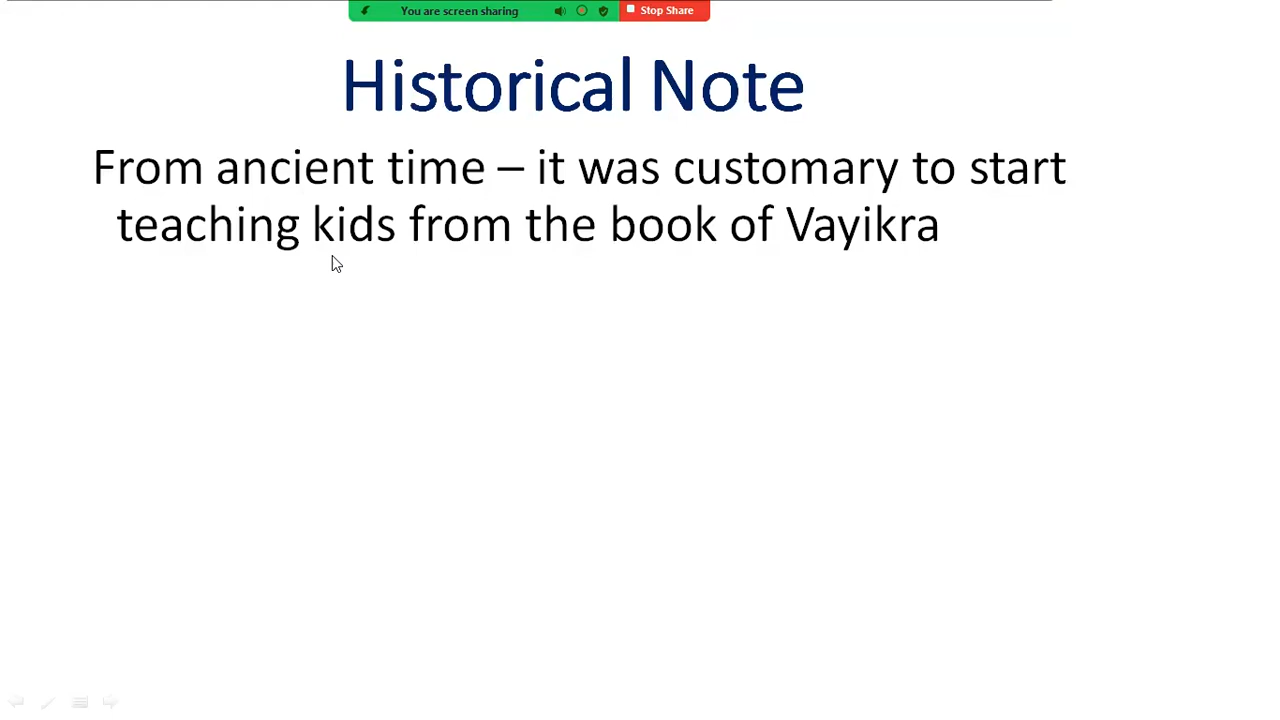 You are screen sharing
Stop Share
Historical Note
From ancient time – it was customary to start
teaching kids from the book of Vayikra